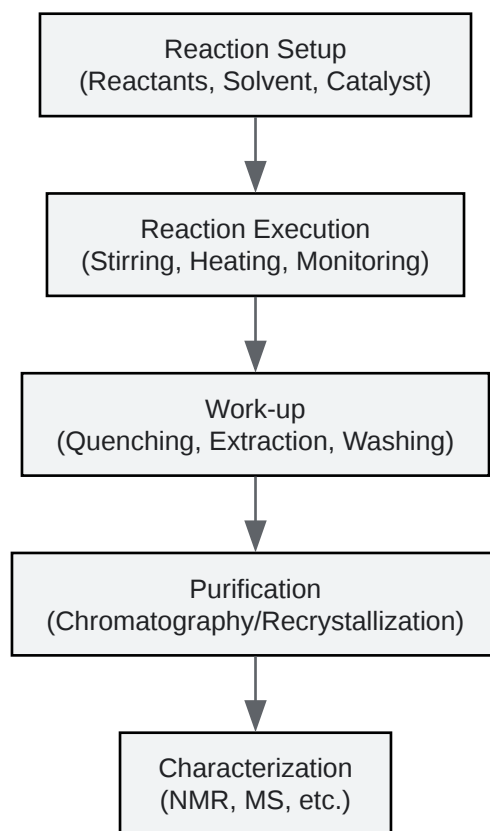 Reaction Setup
(Reactants, Solvent, Catalyst)
Reaction Execution
(Stirring, Heating, Monitoring)
Work-up
(Quenching, Extraction, Washing)
Purification
(Chromatography/Recrystallization)
Characterization
(NMR, MS, etc.)